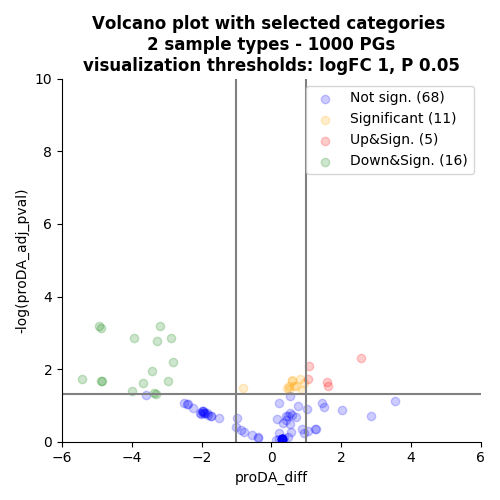 Volcano plot with selected categories
2 sample types - 1000 PGs
visualization thresholds: logFC 1, P 0.05
Not sign. (68)
Significant (11)
Up&Sign. (5)
Down&Sign. (16)
-log(proDA_adj_pval)
10
8
6
4
2
0
−6
−4
−2
0
2
4
6
proDA_diff